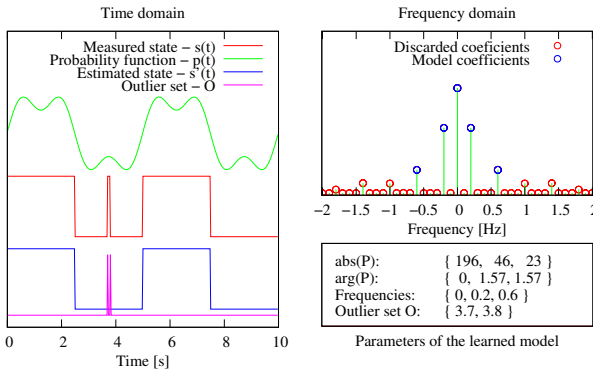 Time domain
Measured state – s(t)
Probability function – p(t)
Estimated state – s'(t)
Outlier set – O
0 2 4 6 8 10
Time [s]
Frequency domain
Discarded coeficients
Model coefficients
−2 −1.5 −1 −0.5 0 0.5 1 1.5 2
Frequency [Hz]
abs(P): { 196, 46, 23 }
arg(P): { 0, 1.57, 1.57 }
Frequencies: { 0, 0.2, 0.6 }
Outlier set O: { 3.7, 3.8 }
Parameters of the learned model